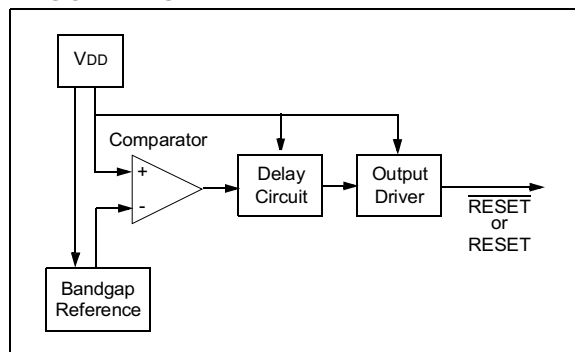 VDD
Comparator
+
-
Delay
Circuit
Output
Driver
RESET
or
RESET
Bandgap
Reference